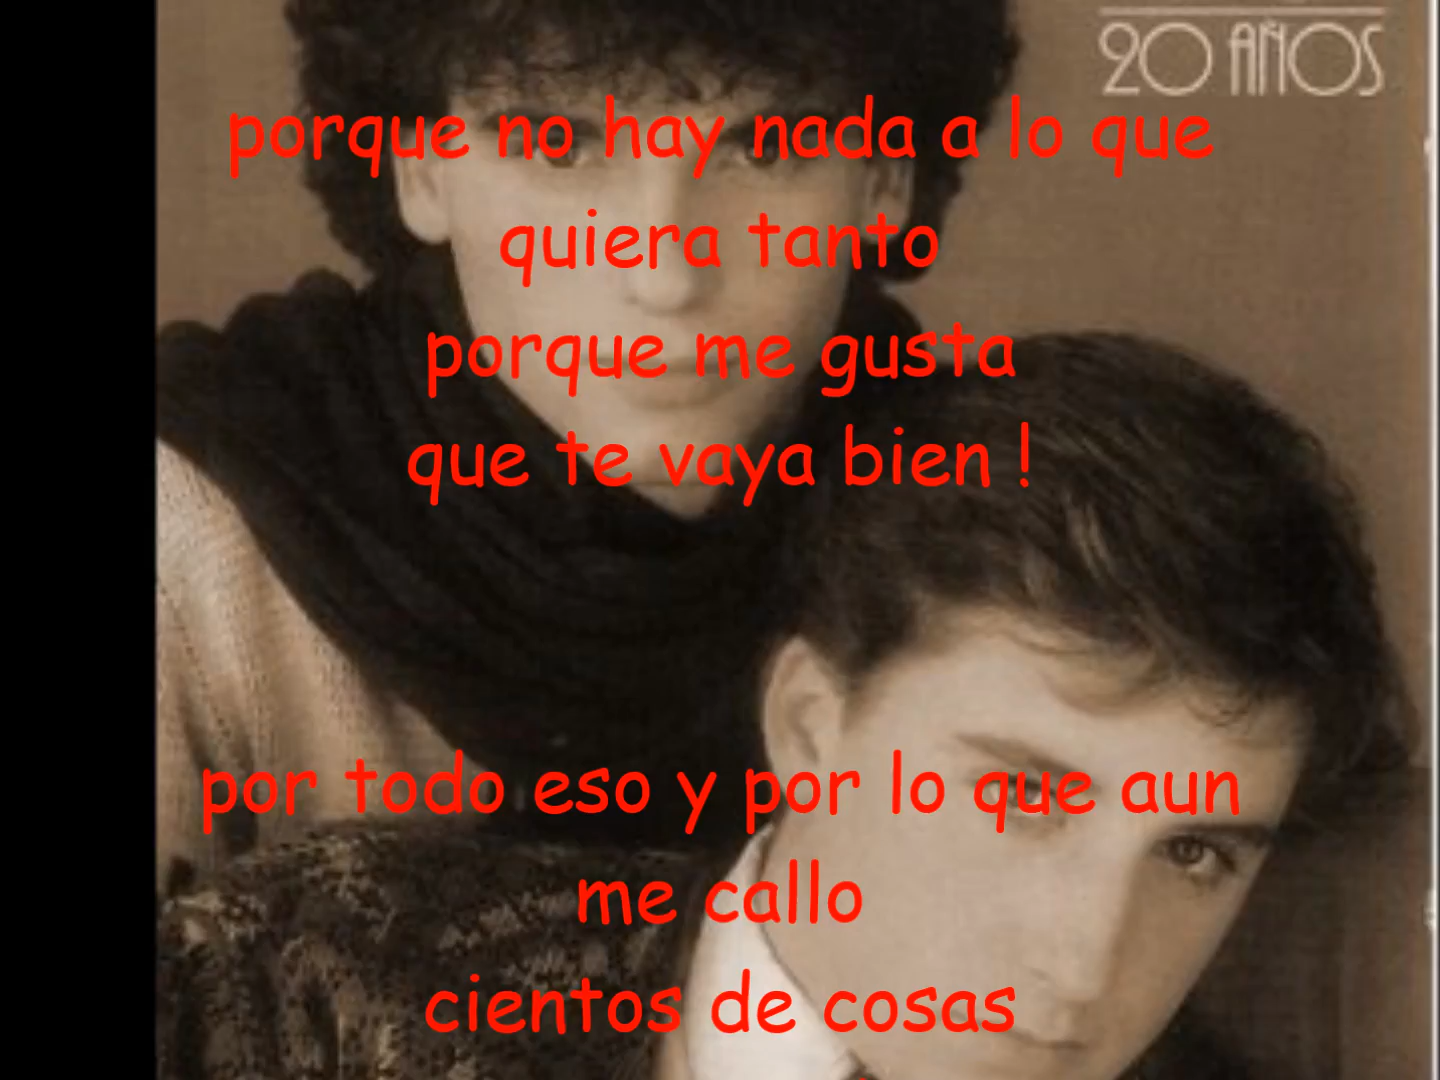 20 AÑOS
porque no hay nada a lo que
quiera tanto
porque me gusta
que te vaya bien !
por todo eso y por lo que aun
me callo
cientos de cosas